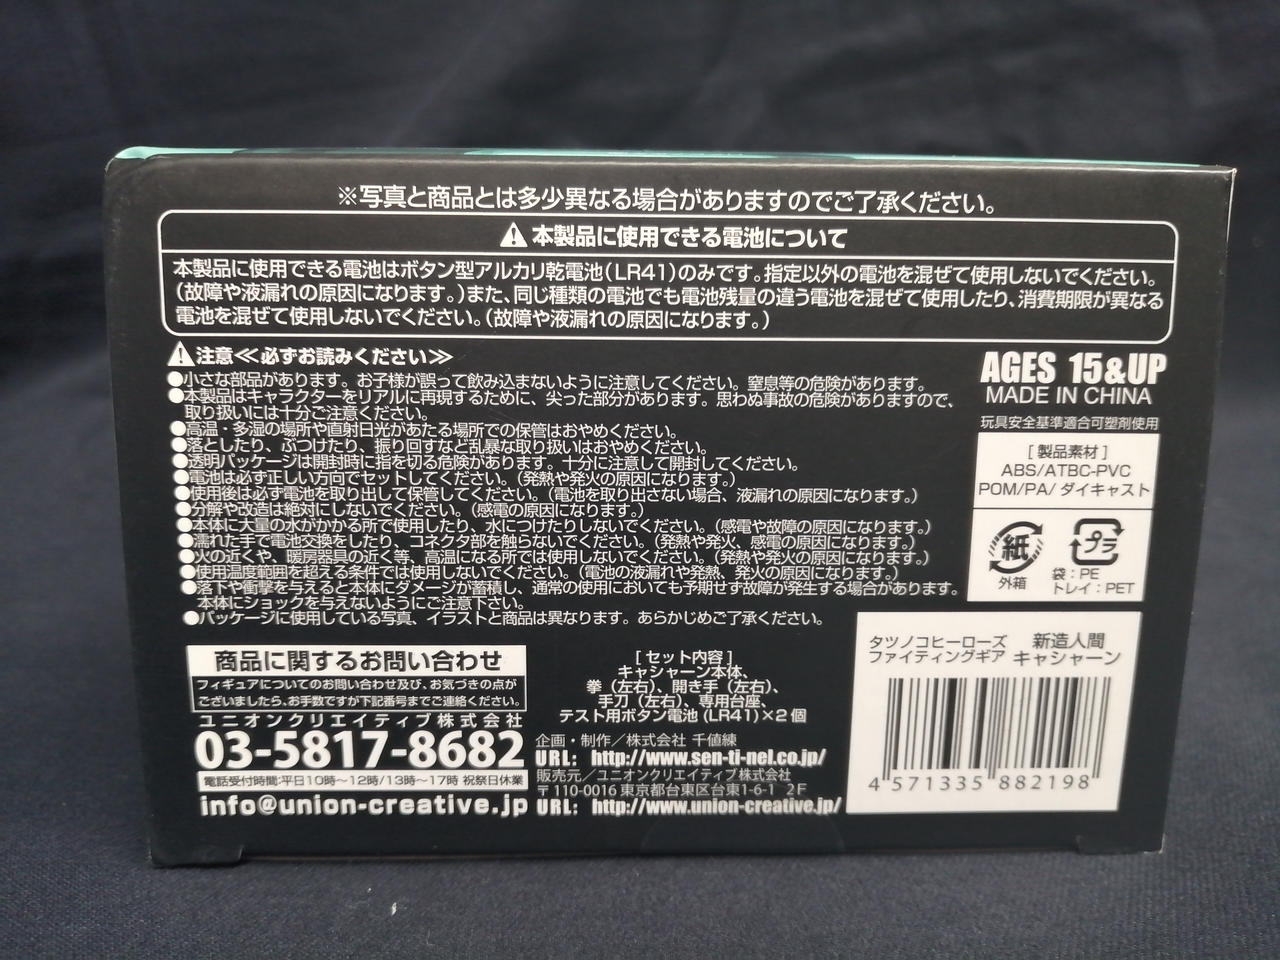 ※写真と商品とは多少異なる場合がありますのでご了承ください。
本製品に使用できる電池について
本製品に使用できる電池はボタン型アルカリ乾電池(LR41)のみです。指定以外の電池を混ぜて使用しないでください。
(故障や液漏れの原因になります。)また、同じ種類の電池でも電池残量の違う電池を混ぜて使用したり、消費期限が異なる
電池を混ぜて使用しないでください。(故障や液漏れの原因になります。)
注意≪必ずお読みください≫
●小さな部品があります。お子様が誤って飲み込まないように注意してください。窒息等の危険があります。
●本製品はキャラクターをリアルに再現するために、尖った部分があります。思わぬ事故の危険がありますので、
取り扱いには十分ご注意ください。
●高温・多湿の場所や直射日光があたる場所での保管はおやめください。
●落としたり、ぶつけたり、振り回すなど乱暴な取り扱いはおやめください。
●透明パッケージは開封時に指を切る危険があります。十分に注意して開封してください。
●電池は必ず正しい方向でセットしてください。(発熱や発火の原因になります。)
●使用後は必ず電池を取り出して保管してください。(電池を取り出さない場合、液漏れの原因になります。)
●分解や改造は絶対にしないでください。(感電の原因になります。)
●本体に大量の水がかかる所で使用したり、水につけたりしないでください。(感電や故障の原因になります。)
●濡れた手で電池交換をしたり、コネクタ部を触らないでください。(発熱や発火、感電の原因になります。)
●火の近くや、暖房器具の近く等、高温になる所では使用しないでください。(発熱や発火の原因になります。)
●使用温度範囲を超える条件では使用しないでください。(電池の液漏れや発熱、発火の原因になります。)
●落下や衝撃を与えると本体にダメージが蓄積し、通常の使用においても予期せず故障が発生する場合があります。
本体にショックを与えないようにご注意下さい。
●パッケージに使用している写真、イラストと商品は異なります。あらかじめご了承ください。
AGES 15&UP
MADE IN CHINA
玩具安全基準適合可塑剤使用
[製品素材]
ABS/ATBC-PVC
POM/PA/ダイキャスト
紙
外箱
プラ
袋:PE
トレイ:PET
商品に関するお問い合わせ
フィギュアについてのお問い合わせ及び、お気づきの点が
ございましたら、お手数ですが下記番号までご連絡ください。
ユニオンクリエイティブ株式会社
03-5817-8682
電話受付時間:平日10時～12時/13時～17時 祝祭日休業
info@union-creative.jp
[セット内容]
キャシャーン本体、
拳(左右)、開き手(左右)、
手刀(左右)、専用台座、
テスト用ボタン電池(LR41)×2個
企画・制作/株式会社 千値練
URL: http://www.sen-ti-nel.co.jp/
販売元/ユニオンクリエイティブ株式会社
〒110-0016 東京都台東区台東1-6-1 2F
URL: http://www.union-creative.jp/
タツノコヒーローズ
ファイティングギア
新造人間
キャシャーン
4 571335 882198